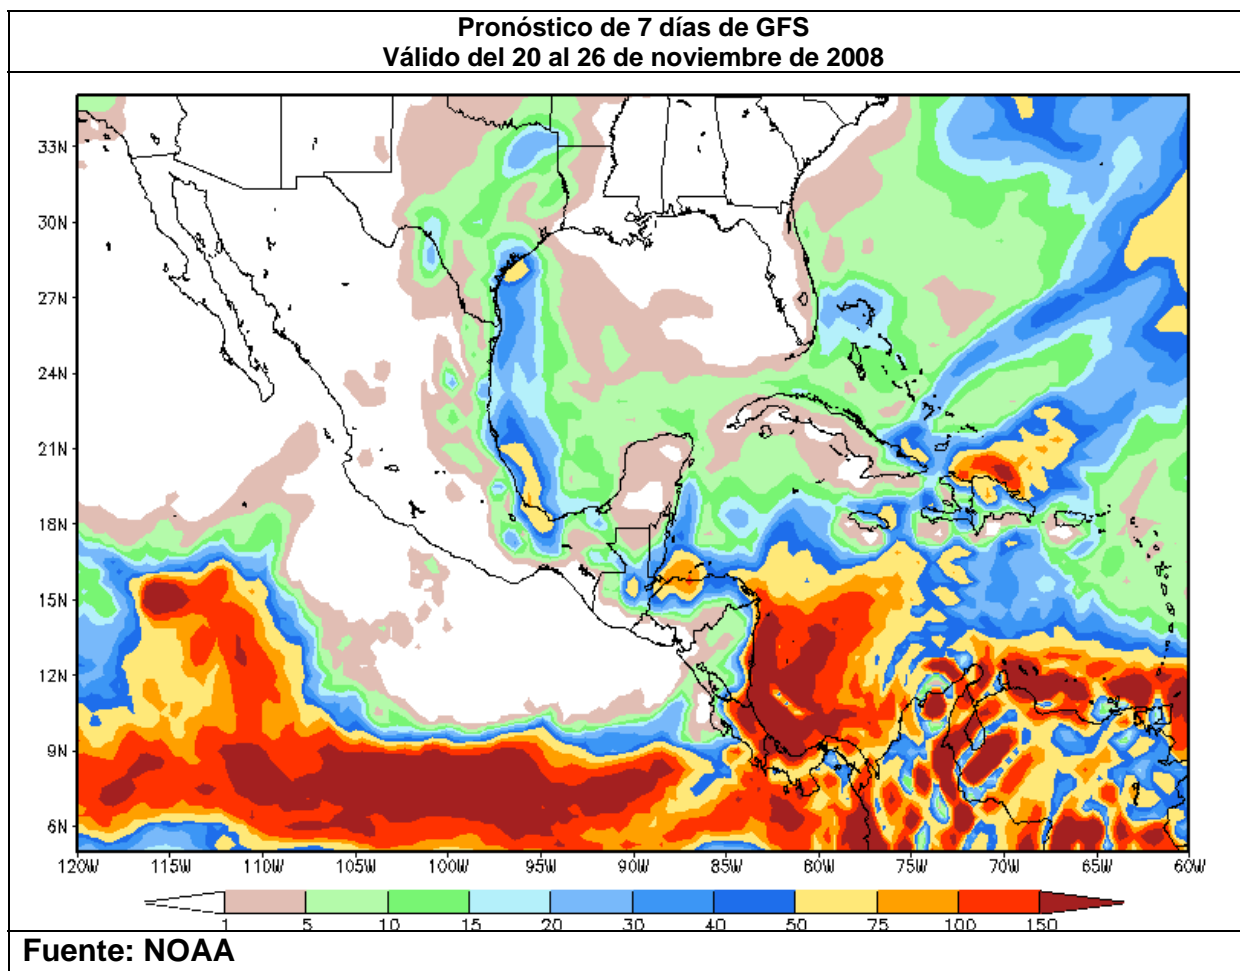 Pronóstico de 7 días de GFS
Válido del 20 al 26 de noviembre de 2008
33N
30N
27N
24N
21N
18N
15N
12N
9N
6N
120W 115W 110W 105W 100W 95W 90W 85W 80W 75W 70W 65W 60W
1 5 10 15 20 30 40 50 75 100 150
Fuente: NOAA